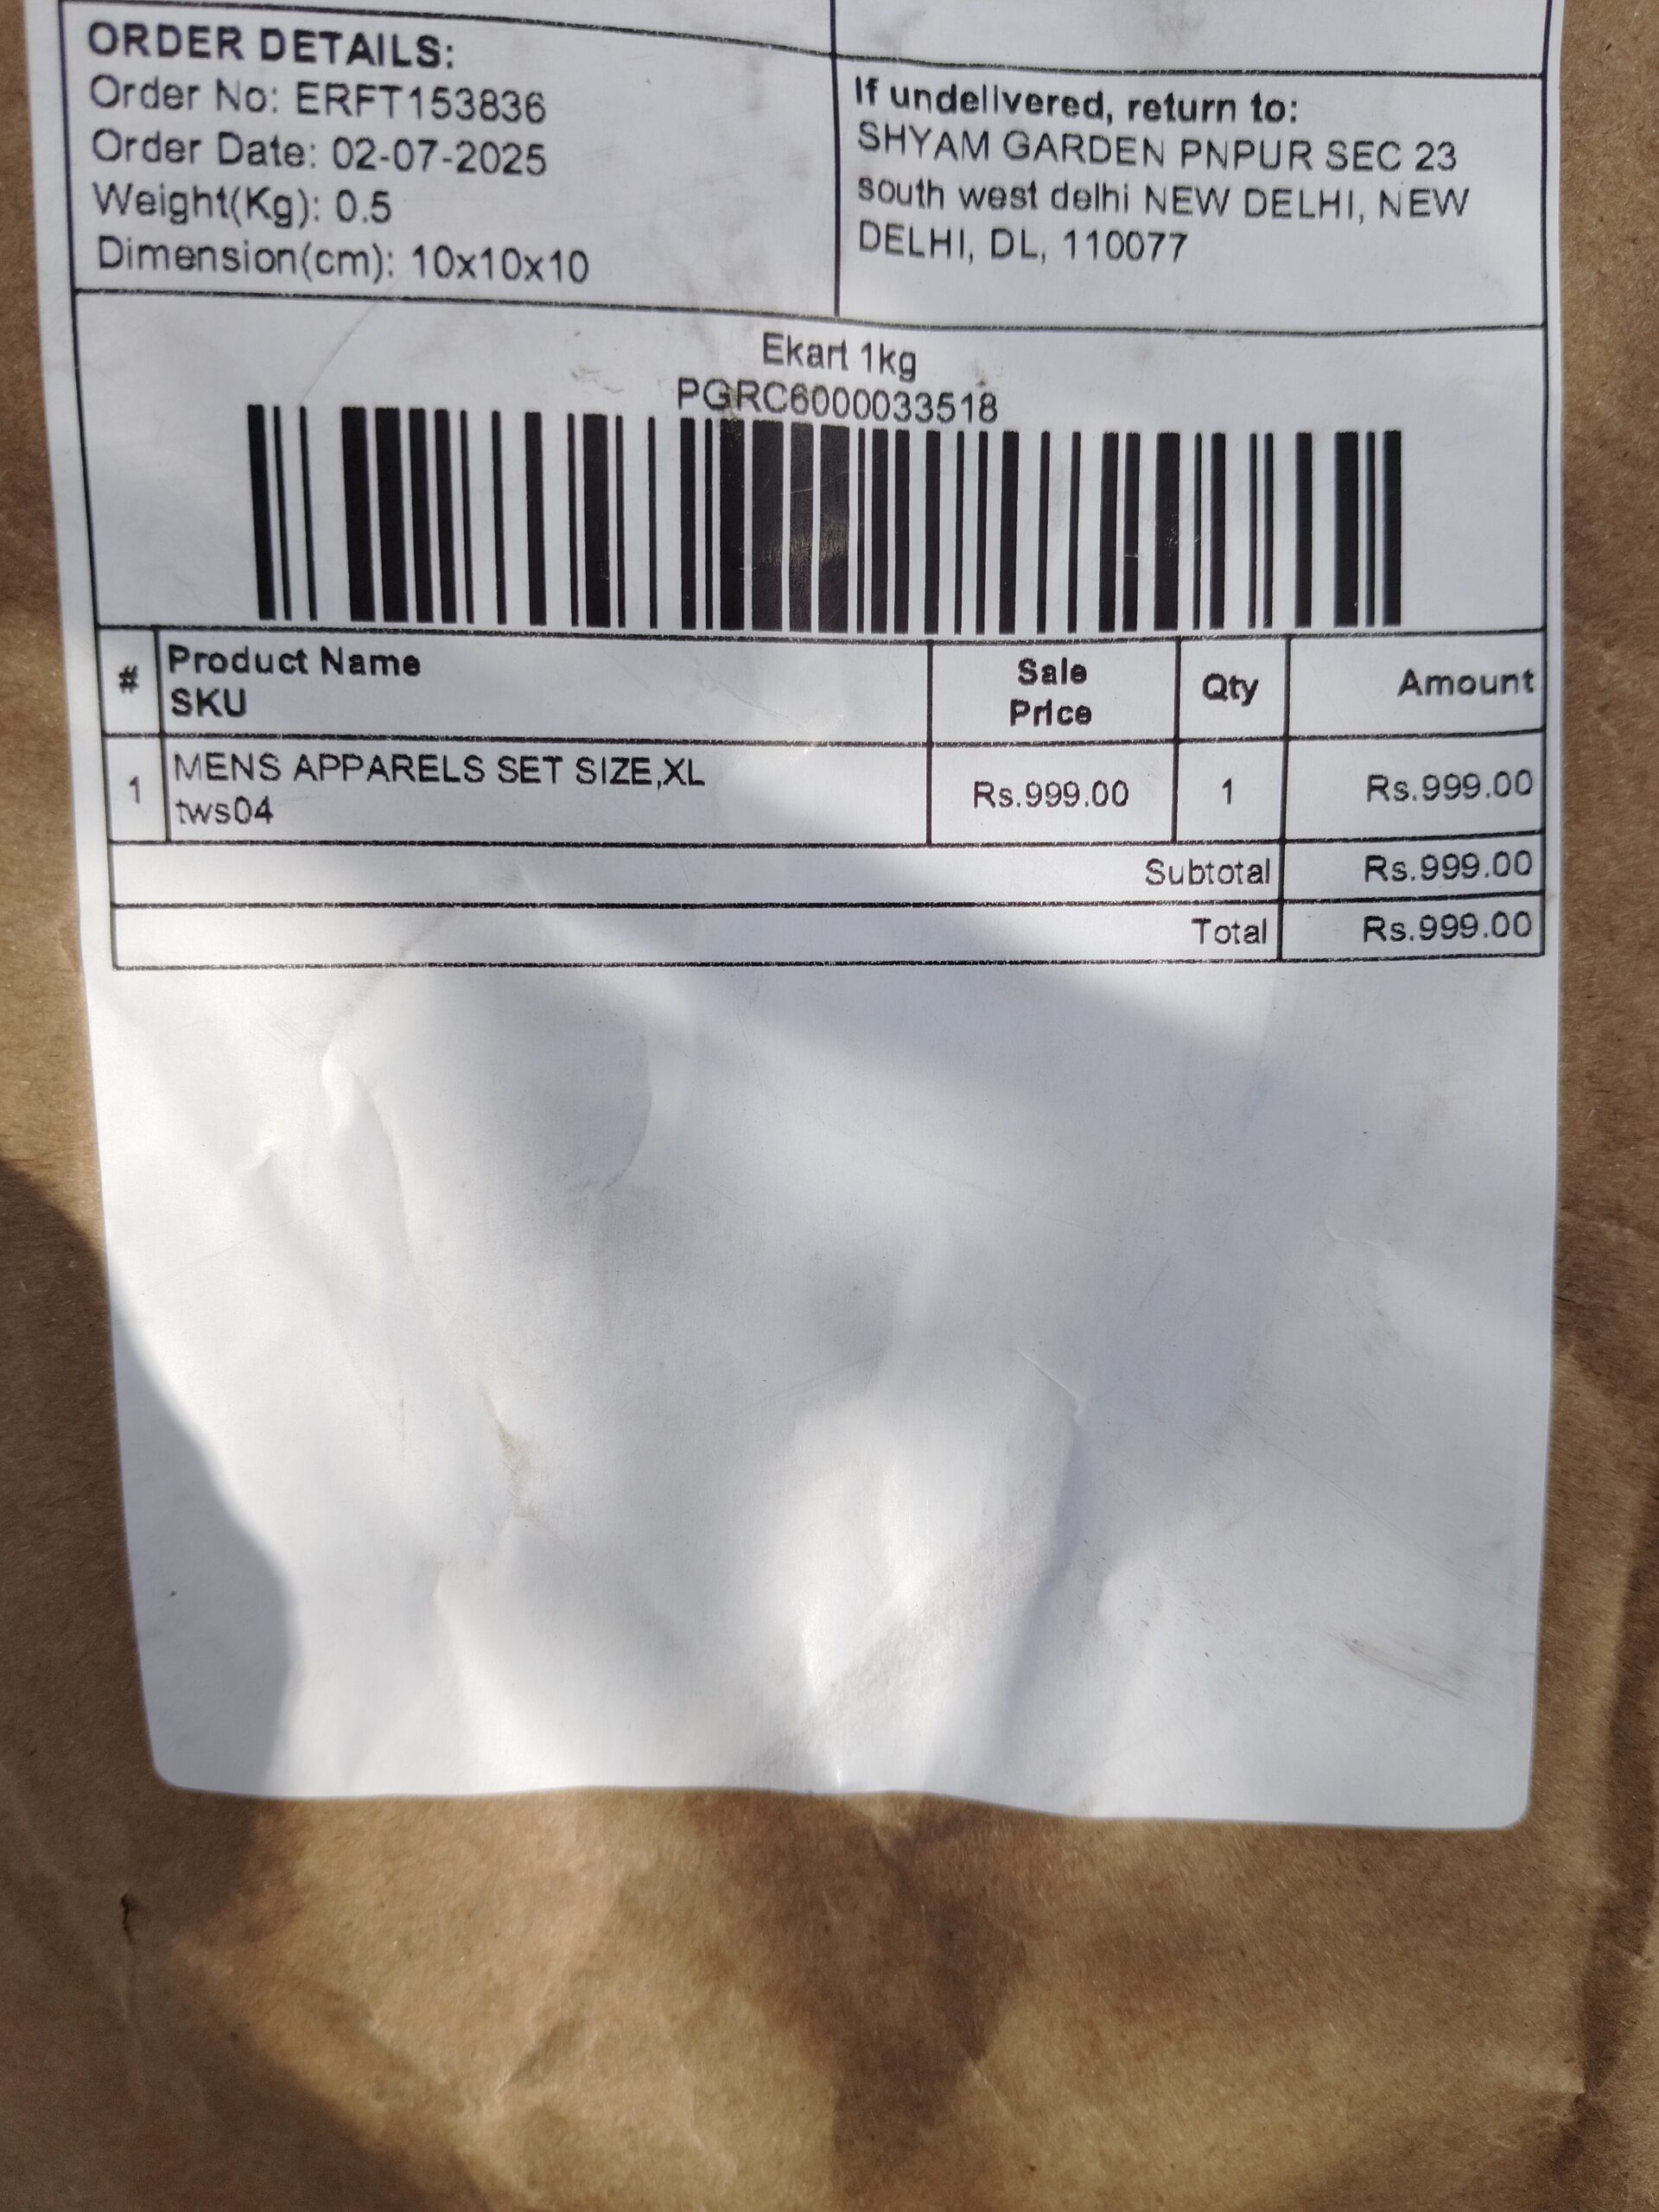 ORDER DETAILS:
Order No: ERFT153836
Order Date: 02-07-2025
Weight(Kg): 0.5
Dimension(cm): 10x10x10
If undelivered, return to:
SHYAM GARDEN PNPUR SEC 23
south west delhi NEW DELHI, NEW
DELHI, DL, 110077
Ekart 1kg
PGRC6000033518
# Product Name SKU Sale Price Qty Amount
1 MENS APPARELS SET SIZE,XL Rs.999.00 1 Rs.999.00
tws04
Subtotal Rs.999.00
Total Rs.999.00